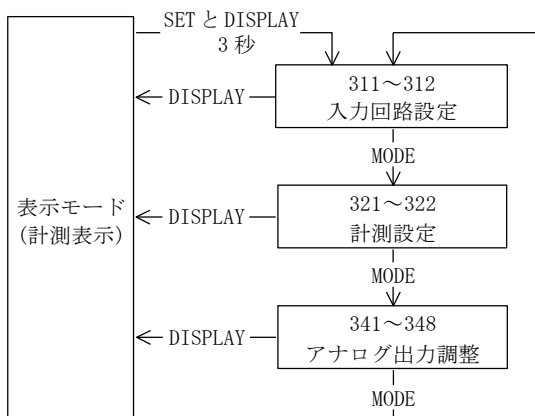 SET と DISPLAY
3 秒
311～312
入力回路設定
DISPLAY
MODE
表示モード
(計測表示)
321～322
計測設定
DISPLAY
MODE
341～348
アナログ出力調整
DISPLAY
MODE